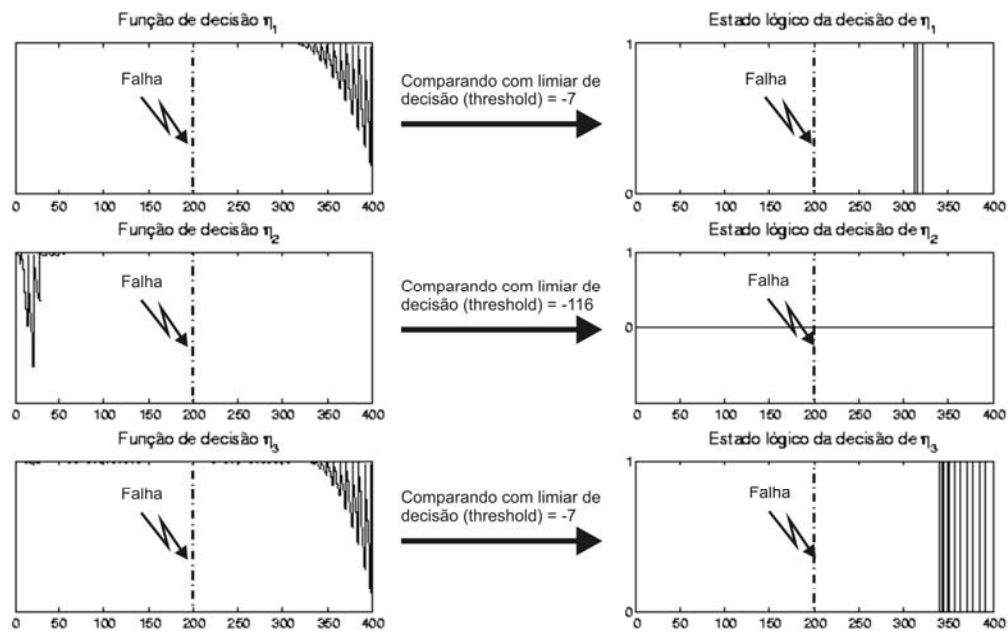 Função de decisão η1
Estado lógico da decisão de η1
Falha
Comparando com limiar de
decisão (threshold) = -7
1
Falha
0
0 50 100 150 200 250 300 350 400
0 50 100 150 200 250 300 350 400
Função de decisão η2
Estado lógico da decisão de η2
Falha
Comparando com limiar de
decisão (threshold) = -116
Falha
0
0 50 100 150 200 250 300 350 400
0 50 100 150 200 250 300 350 400
Função de decisão η3
Estado lógico da decisão de η3
1
Falha
Comparando com limiar de
decisão (threshold) = -7
Falha
0
0 50 100 150 200 250 300 350 400
0 50 100 150 200 250 300 350 400